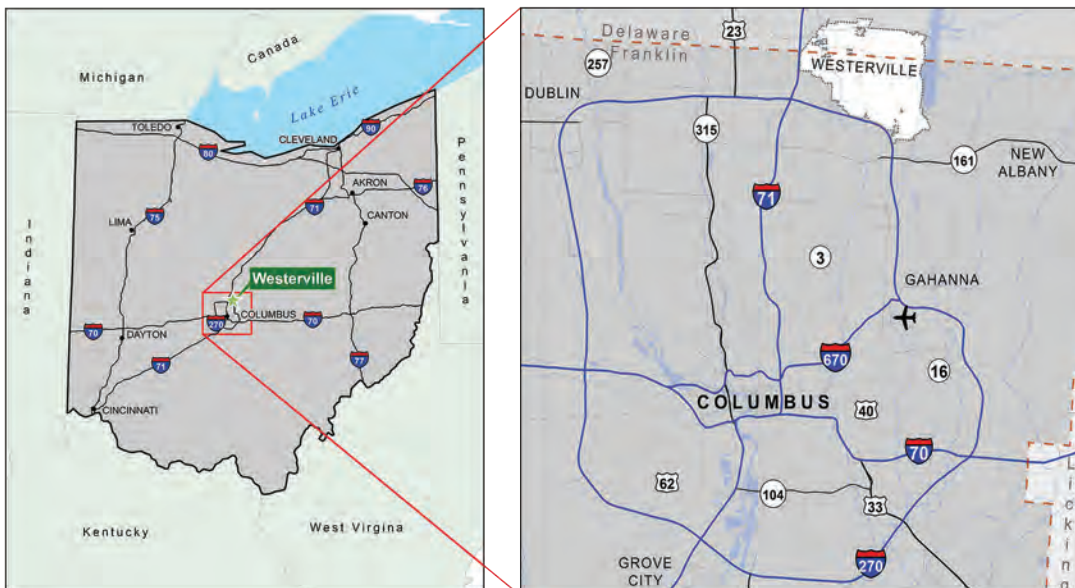 Canada
Michigan
Lake Erie
TOLEDO
CLEVELAND
90
80
AKRON
76
71
75
CANTON
LIMA
Indiana
Pennsylvania
Westerville
COLUMBUS
270
70
70
DAYTON
71
77
CINCINNATI
Kentucky
West Virgina
23
Delaware
Franklin
257
WESTERVILLE
DUBLIN
315
161
NEW
ALBANY
71
3
GAHANNA
670
16
COLUMBUS
40
70
62
104
33
Licking
GROVE
CITY
270